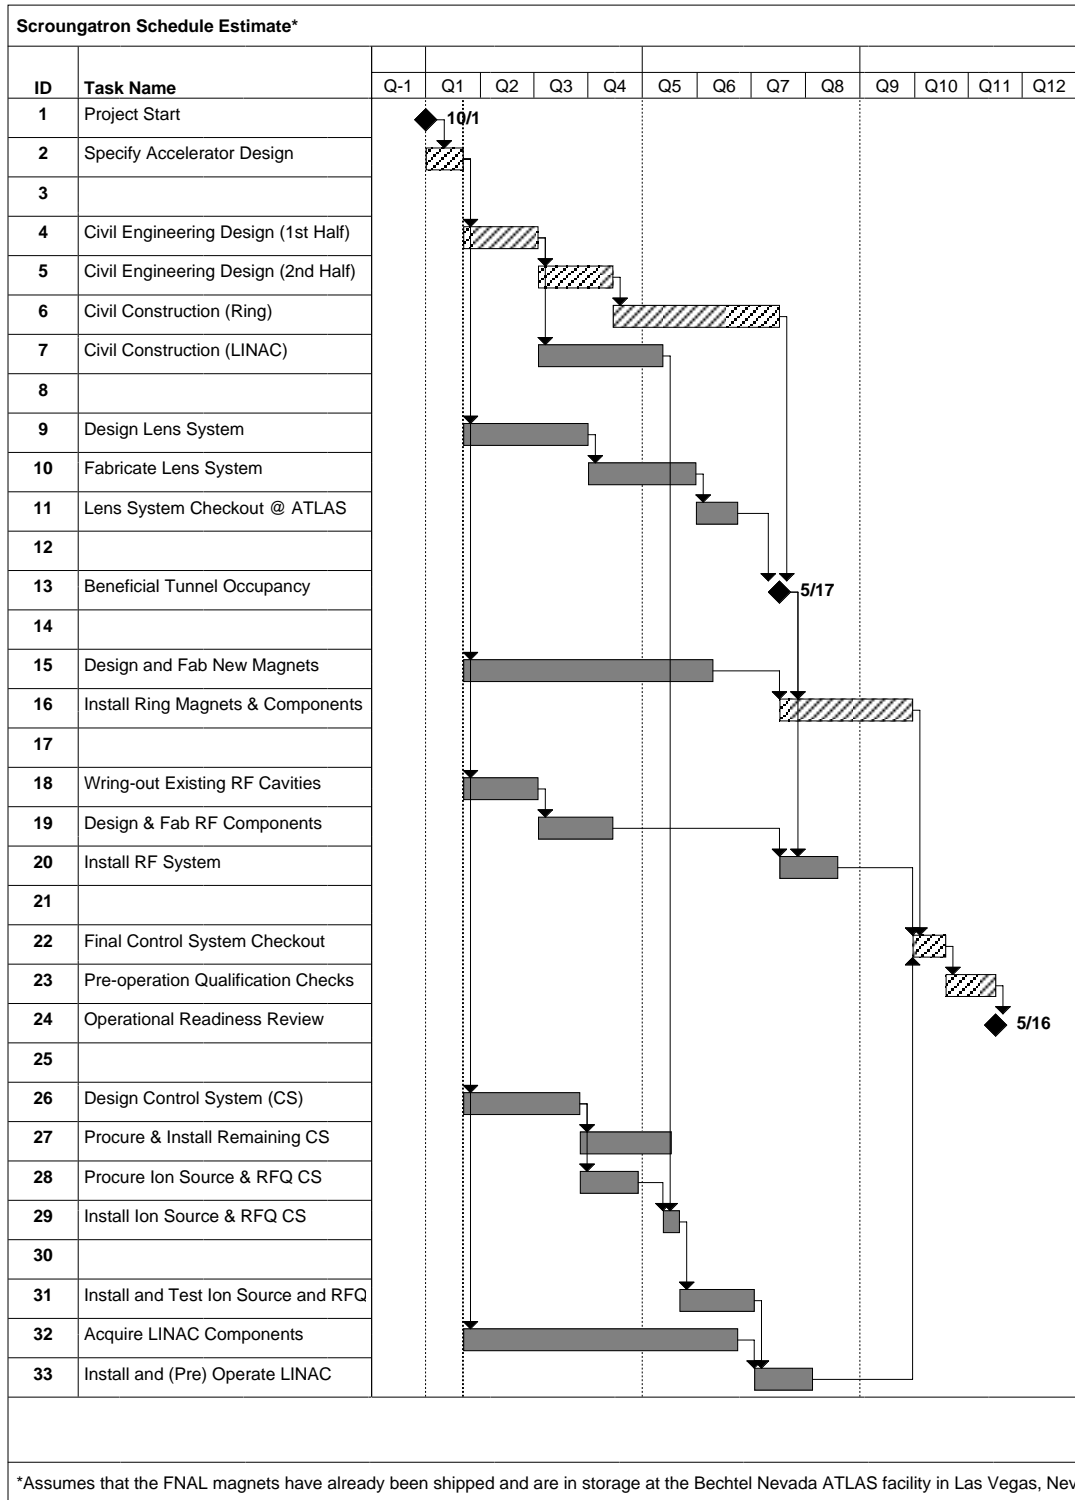 Scroungatron Schedule Estimate*
ID Task Name Q-1 Q1 Q2 Q3 Q4 Q5 Q6 Q7 Q8 Q9 Q10 Q11 Q12
1 Project Start 10/1
2 Specify Accelerator Design
3
4 Civil Engineering Design (1st Half)
5 Civil Engineering Design (2nd Half)
6 Civil Construction (Ring)
7 Civil Construction (LINAC)
8
9 Design Lens System
10 Fabricate Lens System
11 Lens System Checkout @ ATLAS
12
13 Beneficial Tunnel Occupancy 5/17
14
15 Design and Fab New Magnets
16 Install Ring Magnets & Components
17
18 Wring-out Existing RF Cavities
19 Design & Fab RF Components
20 Install RF System
21
22 Final Control System Checkout
23 Pre-operation Qualification Checks
24 Operational Readiness Review 5/16
25
26 Design Control System (CS)
27 Procure & Install Remaining CS
28 Procure Ion Source & RFQ CS
29 Install Ion Source & RFQ CS
30
31 Install and Test Ion Source and RFQ
32 Acquire LINAC Components
33 Install and (Pre) Operate LINAC
*Assumes that the FNAL magnets have already been shipped and are in storage at the Bechtel Nevada ATLAS facility in Las Vegas, Nev